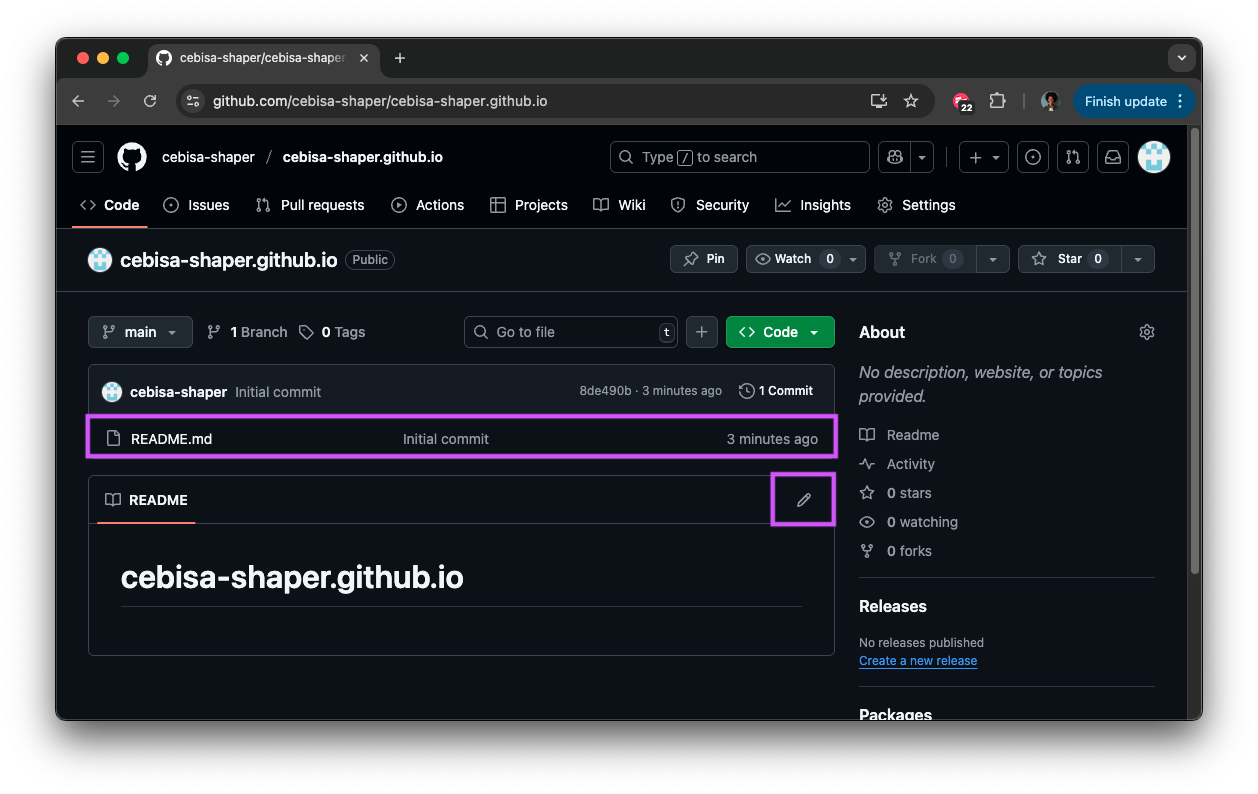 cebisa-shaper/cebisa-shaper
github.com/cebisa-shaper/cebisa-shaper.github.io
22
Finish update
cebisa-shaper / cebisa-shaper.github.io
Type / to search
Code Issues Pull requests Actions Projects Wiki Security Insights Settings
cebisa-shaper.github.io Public
Pin Watch 0 Fork 0 Star 0
main 1 Branch 0 Tags Go to file t + Code
cebisa-shaper Initial commit 8de490b · 3 minutes ago 1 Commit
README.md Initial commit 3 minutes ago
README
cebisa-shaper.github.io
About
No description, website, or topics
provided.
Readme
Activity
0 stars
0 watching
0 forks
Releases
No releases published
Create a new release
Packages